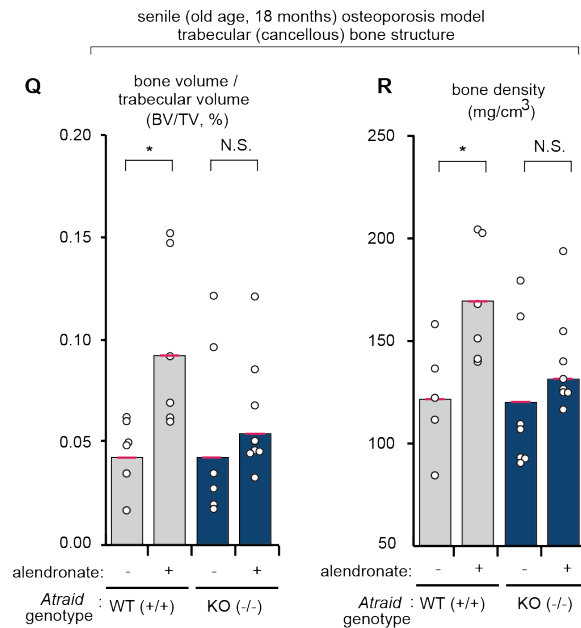 senile (old age, 18 months) osteoporosis model
trabecular (cancellous) bone structure
Q
bone volume /
trabecular volume
(BV/TV, %)
0.20
0.15
0.10
0.05
0.00
*
N.S.
alendronate: - + - +
Atraid : WT (+/+) KO (-/-)
genotype
R
bone density
(mg/cm3)
250
200
150
100
50
*
N.S.
alendronate: - + - +
Atraid : WT (+/+) KO (-/-)
genotype